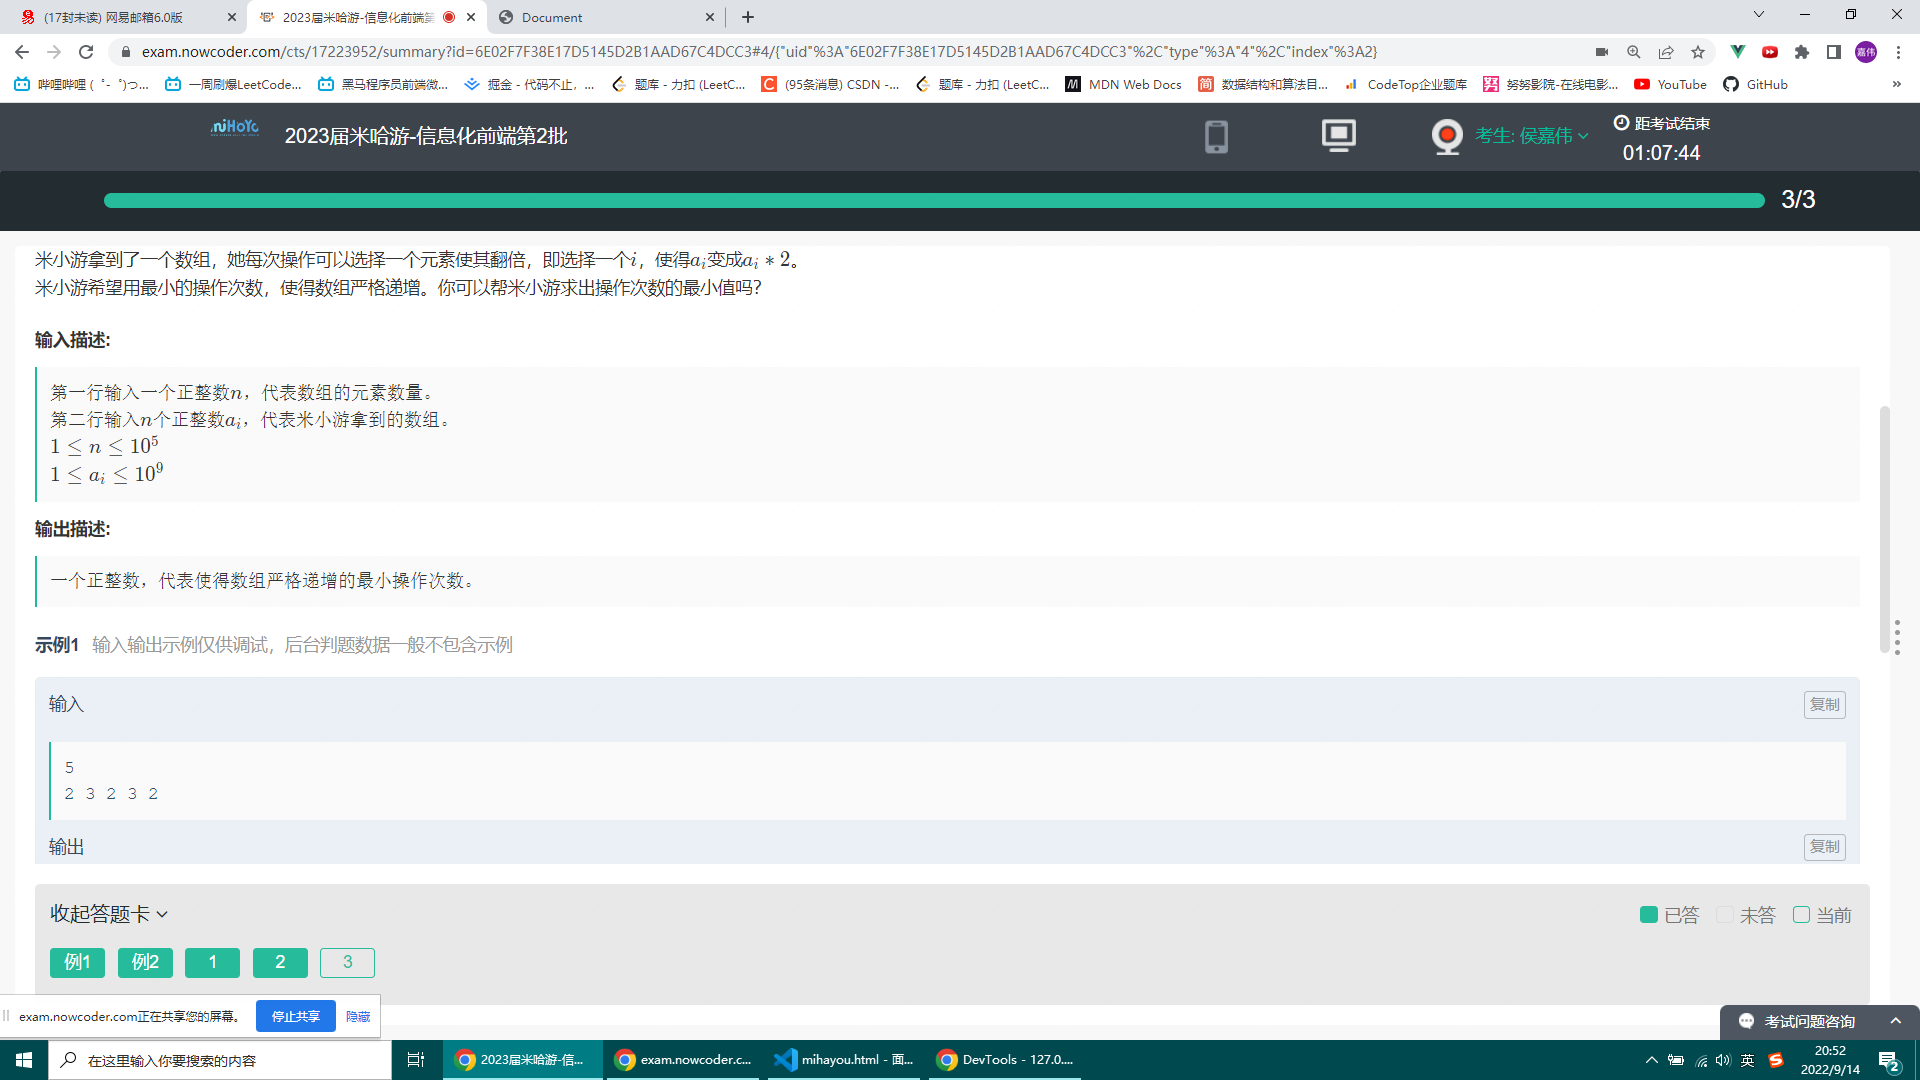 (17封未读) 网易邮箱6.0版
2023届米哈游-信息化前端第
Document
exam.nowcoder.com/cts/17223952/summary?id=6E02F7F38E17D5145D2B1AAD67C4DCC3#4/{"uid"%3A"6E02F7F38E17D5145D2B1AAD67C4DCC3"%2C"type"%3A"4"%2C"index"%3A2}
嘉伟
哔哩哔哩 ( ゜- ゜)つ...
一周刷爆LeetCode...
黑马程序员前端微...
掘金 - 代码不止，...
题库 - 力扣 (LeetC...
(95条消息) CSDN -...
题库 - 力扣 (LeetC...
MDN Web Docs
数据结构和算法目...
CodeTop企业题库
努努影院-在线电影...
YouTube
GitHub
miHoYo
2023届米哈游-信息化前端第2批
考生: 侯嘉伟
距考试结束
01:07:44
3/3
米小游拿到了一个数组，她每次操作可以选择一个元素使其翻倍，即选择一个i，使得a_i变成a_i * 2。
米小游希望用最小的操作次数，使得数组严格递增。你可以帮米小游求出操作次数的最小值吗？
输入描述:
第一行输入一个正整数n，代表数组的元素数量。
第二行输入n个正整数a_i，代表米小游拿到的数组。
1 ≤ n ≤ 10^5
1 ≤ a_i ≤ 10^9
输出描述:
一个正整数，代表使得数组严格递增的最小操作次数。
示例1 输入输出示例仅供调试，后台判题数据一般不包含示例
输入
复制
5
2 3 2 3 2
输出
复制
收起答题卡
已答
未答
当前
例1 例2 1 2 3
exam.nowcoder.com正在共享您的屏幕。
停止共享
隐藏
考试问题咨询
在这里输入你要搜索的内容
2023届米哈游-信...
exam.nowcoder.c...
mihayou.html - 面...
DevTools - 127.0....
英
20:52
2022/9/14
2